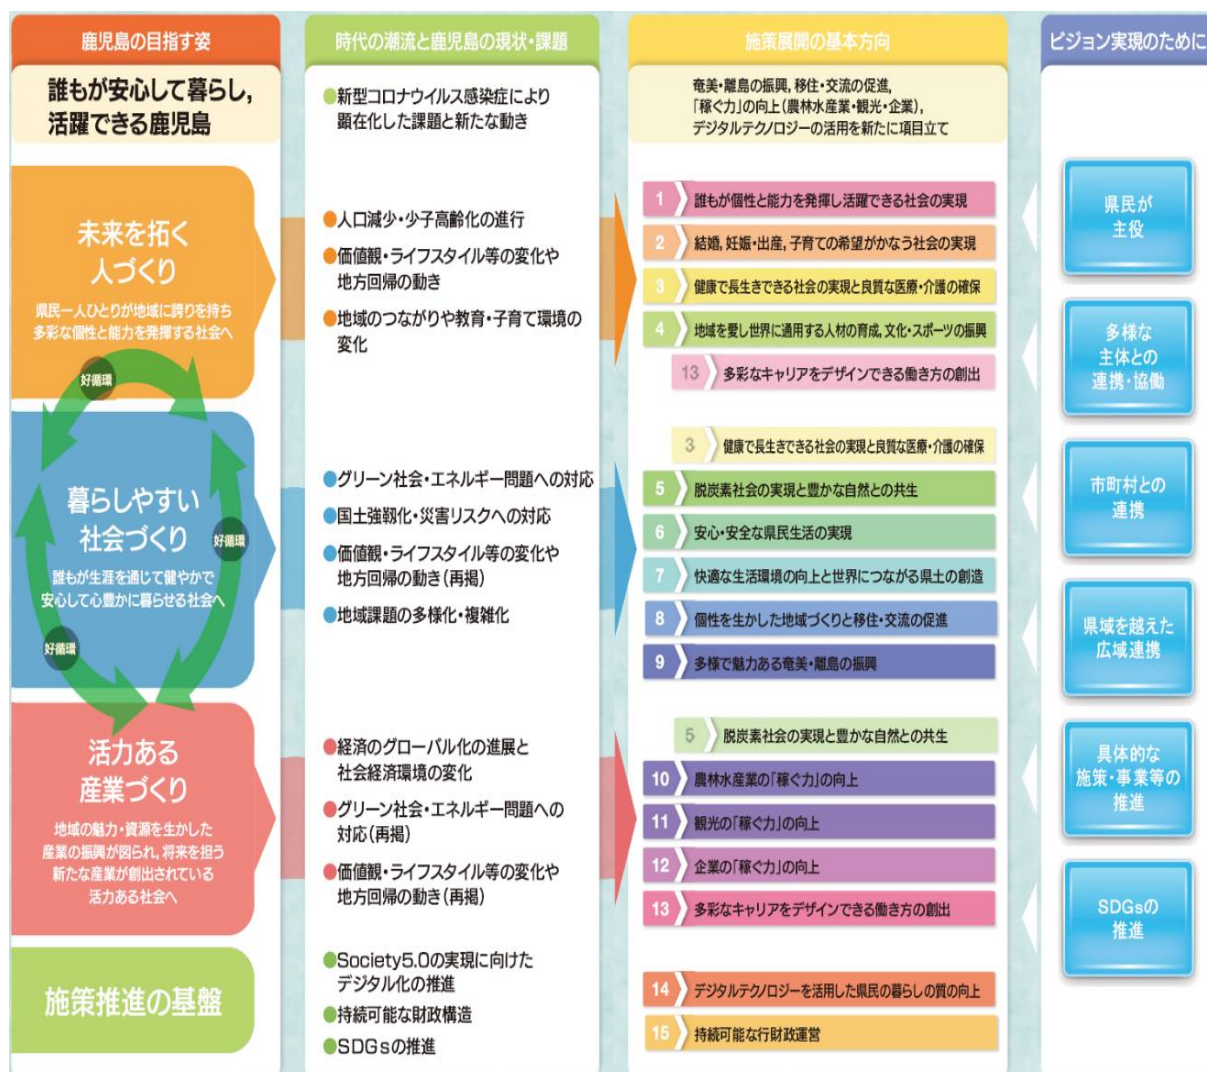 鹿児島の目指す姿
誰もが安心して暮らし,
活躍できる鹿児島
未来を拓く
人づくり
県民一人ひとりが地域に誇りを持ち
多彩な個性と能力を発揮する社会へ
好循環
暮らしやすい
社会づくり
好循環
誰もが生涯を通じて健やかで
安心して心豊かに暮らせる社会へ
好循環
活力ある
産業づくり
地域の魅力・資源を生かした
産業の振興が図られ,将来を担う
新たな産業が創出されている
活力ある社会へ
施策推進の基盤
時代の潮流と鹿児島の現状・課題
●新型コロナウイルス感染症により
顕在化した課題と新たな動き
●人口減少・少子高齢化の進行
●価値観・ライフスタイル等の変化や
地方回帰の動き
●地域のつながりや教育・子育て環境の
変化
●グリーン社会・エネルギー問題への対応
●国土強靱化・災害リスクへの対応
●価値観・ライフスタイル等の変化や
地方回帰の動き(再掲)
●地域課題の多様化・複雑化
●経済のグローバル化の進展と
社会経済環境の変化
●グリーン社会・エネルギー問題への
対応(再掲)
●価値観・ライフスタイル等の変化や
地方回帰の動き(再掲)
●Society5.0の実現に向けた
デジタル化の推進
●持続可能な財政構造
●SDGsの推進
施策展開の基本方向
奄美・離島の振興,移住・交流の促進,
「稼ぐ力」の向上(農林水産業・観光・企業),
デジタルテクノロジーの活用を新たに項目立て
1 誰もが個性と能力を発揮し活躍できる社会の実現
2 結婚,妊娠・出産,子育ての希望がかなう社会の実現
3 健康で長生きできる社会の実現と良質な医療・介護の確保
4 地域を愛し世界に通用する人材の育成,文化・スポーツの振興
13 多彩なキャリアをデザインできる働き方の創出
3 健康で長生きできる社会の実現と良質な医療・介護の確保
5 脱炭素社会の実現と豊かな自然との共生
6 安心・安全な県民生活の実現
7 快適な生活環境の向上と世界につながる県土の創造
8 個性を生かした地域づくりと移住・交流の促進
9 多様で魅力ある奄美・離島の振興
5 脱炭素社会の実現と豊かな自然との共生
10 農林水産業の「稼ぐ力」の向上
11 観光の「稼ぐ力」の向上
12 企業の「稼ぐ力」の向上
13 多彩なキャリアをデザインできる働き方の創出
14 デジタルテクノロジーを活用した県民の暮らしの質の向上
15 持続可能な行財政運営
ビジョン実現のために
県民が
主役
多様な
主体との
連携・協働
市町村との
連携
県域を越えた
広域連携
具体的な
施策・事業等の
推進
SDGsの
推進